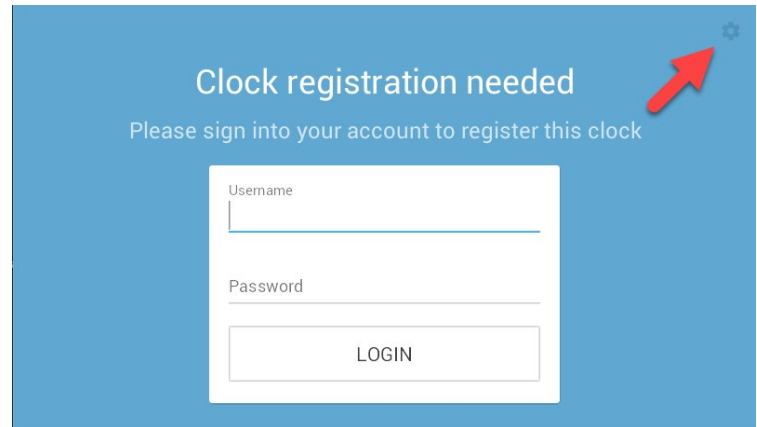 Clock registration needed
Please sign into your account to register this clock
Username
Password
LOGIN